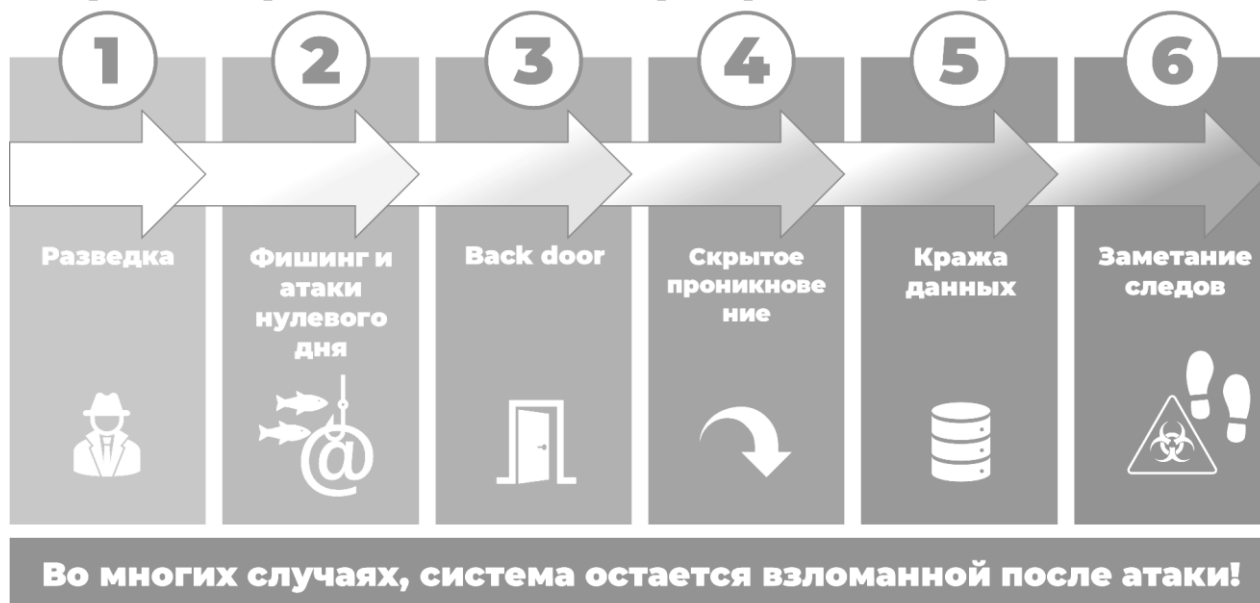 1
2
3
4
5
6
Разведка
Фишинг и
атаки
нулевого
дня
Back door
Скрытое
проникнове
ние
Кража
данных
Заметание
следов
@
Во многих случаях, система остается взломанной после атаки!